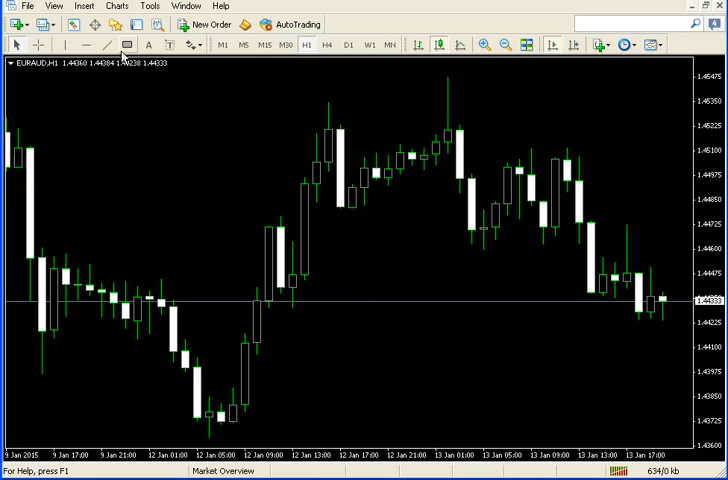 File View Insert Charts Tools Window Help
New Order AutoTrading
A T M1 M5 M15 M30 H1 H4 D1 W1 MN
EURAUD,H1 1.44360 1.44384 1.44238 1.44333
1.45475
1.45350
1.45225
1.45100
1.44975
1.44850
1.44725
1.44600
1.44475
1.44333
1.44225
1.44100
1.43975
1.43850
1.43725
1.43600
9 Jan 2015 9 Jan 17:00 9 Jan 21:00 12 Jan 01:00 12 Jan 05:00 12 Jan 09:00 12 Jan 13:00 12 Jan 17:00 12 Jan 21:00 13 Jan 01:00 13 Jan 05:00 13 Jan 09:00 13 Jan 13:00 13 Jan 17:00
For Help, press F1 Market Overview 634/0 kb